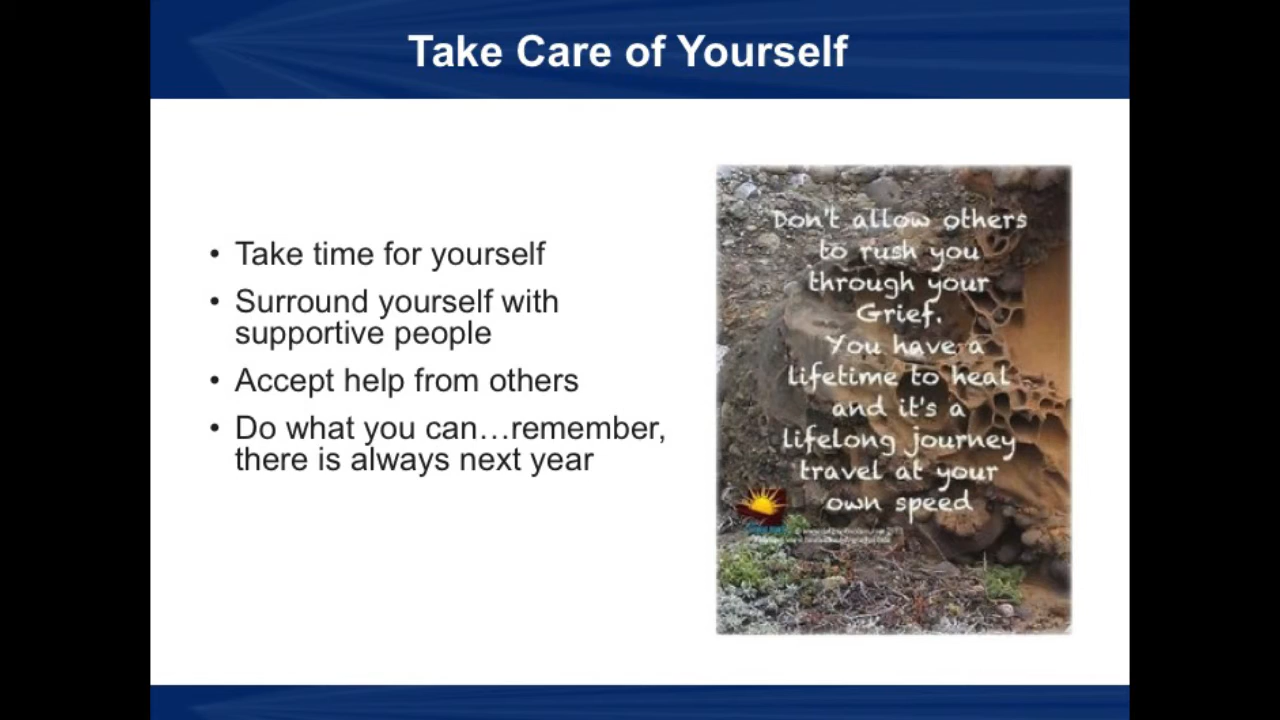 Take Care of Yourself
• Take time for yourself
• Surround yourself with
supportive people
• Accept help from others
• Do what you can…remember,
there is always next year
Don't allow others
to rush you
through your
Grief.
You have a
lifetime to heal
and it's a
lifelong journey
travel at your
own speed